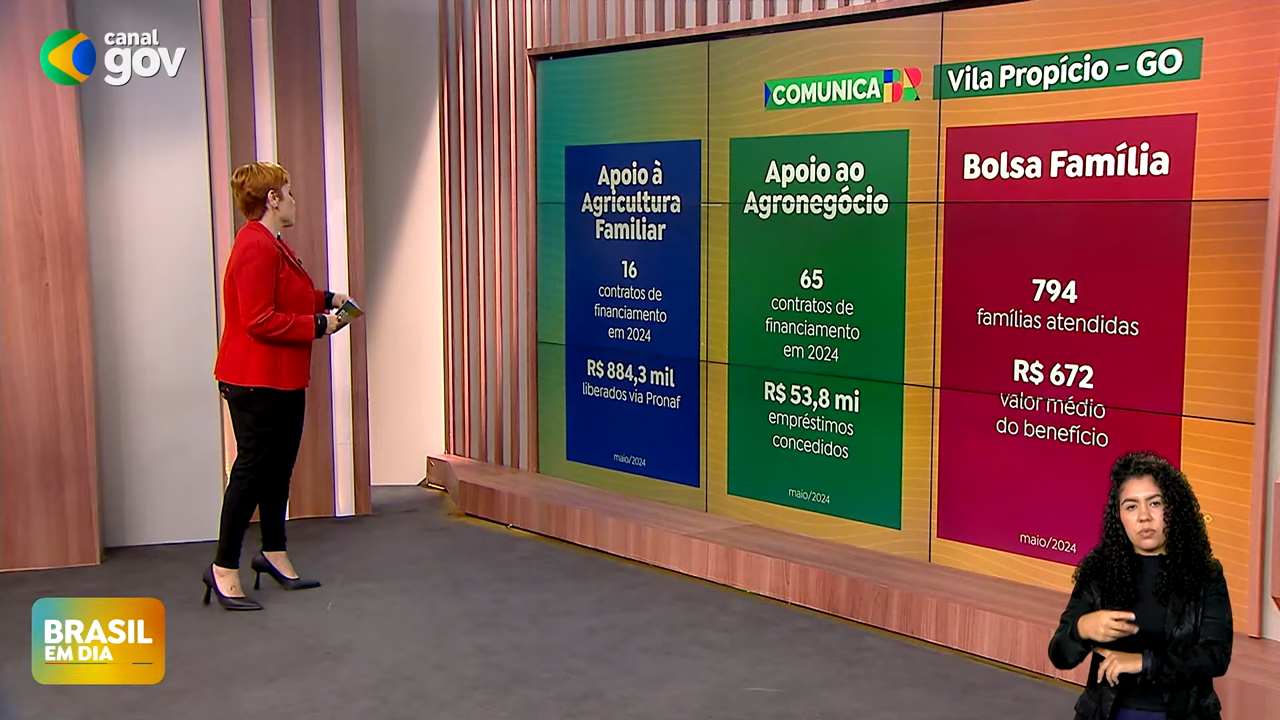 canal
gov
COMUNICABR
Vila Propício - GO
Apoio à
Agricultura
Familiar
16
contratos de
financiamento
em 2024
R$ 884,3 mil
liberados via Pronaf
maio/2024
Apoio ao
Agronegócio
65
contratos de
financiamento
em 2024
R$ 53,8 mi
empréstimos
concedidos
maio/2024
Bolsa Família
794
famílias atendidas
R$ 672
valor médio
do benefício
maio/2024
BRASIL
EM DIA